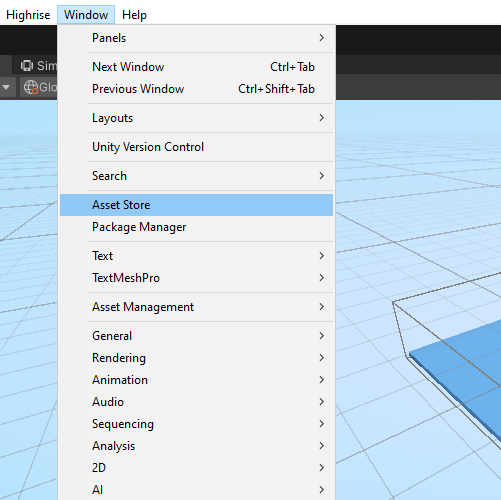 Highrise Window Help
Panels
Next Window Ctrl+Tab
Previous Window Ctrl+Shift+Tab
Layouts
Unity Version Control
Search
Asset Store
Package Manager
Text
TextMeshPro
Asset Management
General
Rendering
Animation
Audio
Sequencing
Analysis
2D
AI
Sim
Glo